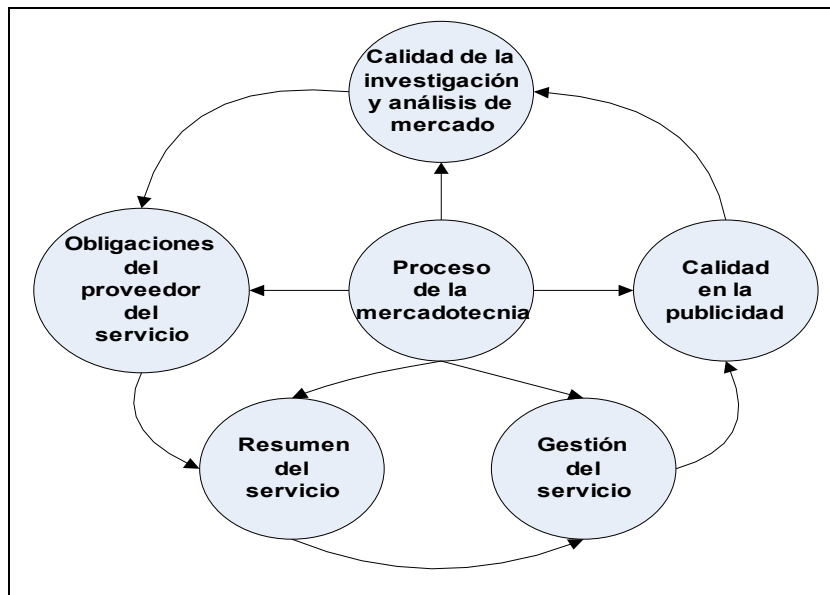 Calidad de la
investigación
y análisis de
mercado
Obligaciones
del
proveedor
del
servicio
Proceso
de la
mercadotecnia
Calidad
en la
publicidad
Resumen
del
servicio
Gestión
del
servicio